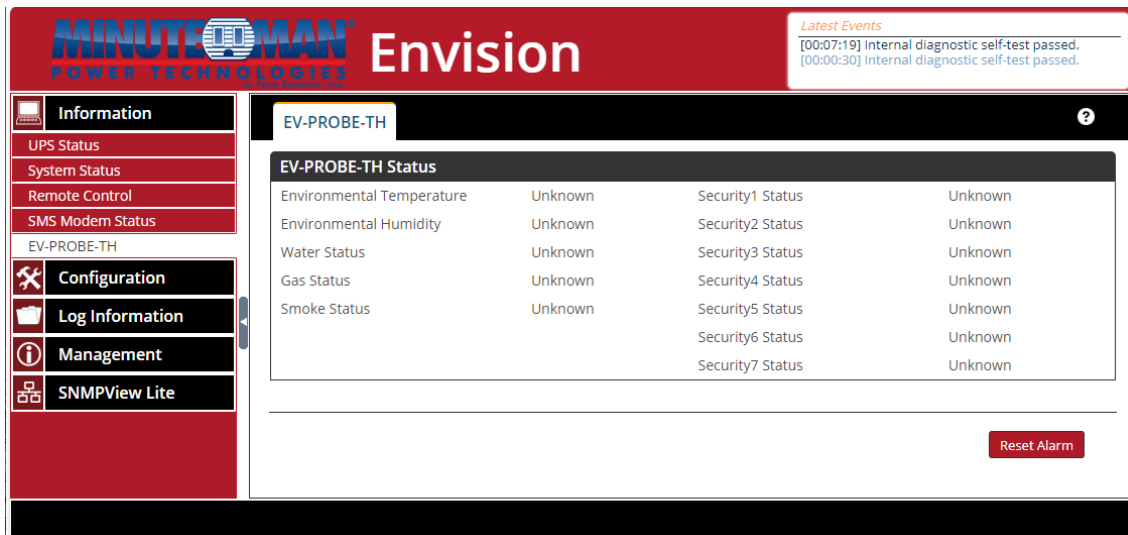 MINUTEMAN
POWER TECHNOLOGIES
by Para Systems, Inc.
Envision
Latest Events
[00:07:19] Internal diagnostic self-test passed.
[00:00:30] Internal diagnostic self-test passed.
Information
UPS Status
System Status
Remote Control
SMS Modem Status
EV-PROBE-TH
Configuration
Log Information
Management
SNMPView Lite
EV-PROBE-TH
?
EV-PROBE-TH Status
Environmental Temperature Unknown Security1 Status Unknown
Environmental Humidity Unknown Security2 Status Unknown
Water Status Unknown Security3 Status Unknown
Gas Status Unknown Security4 Status Unknown
Smoke Status Unknown Security5 Status Unknown
Security6 Status Unknown
Security7 Status Unknown
Reset Alarm